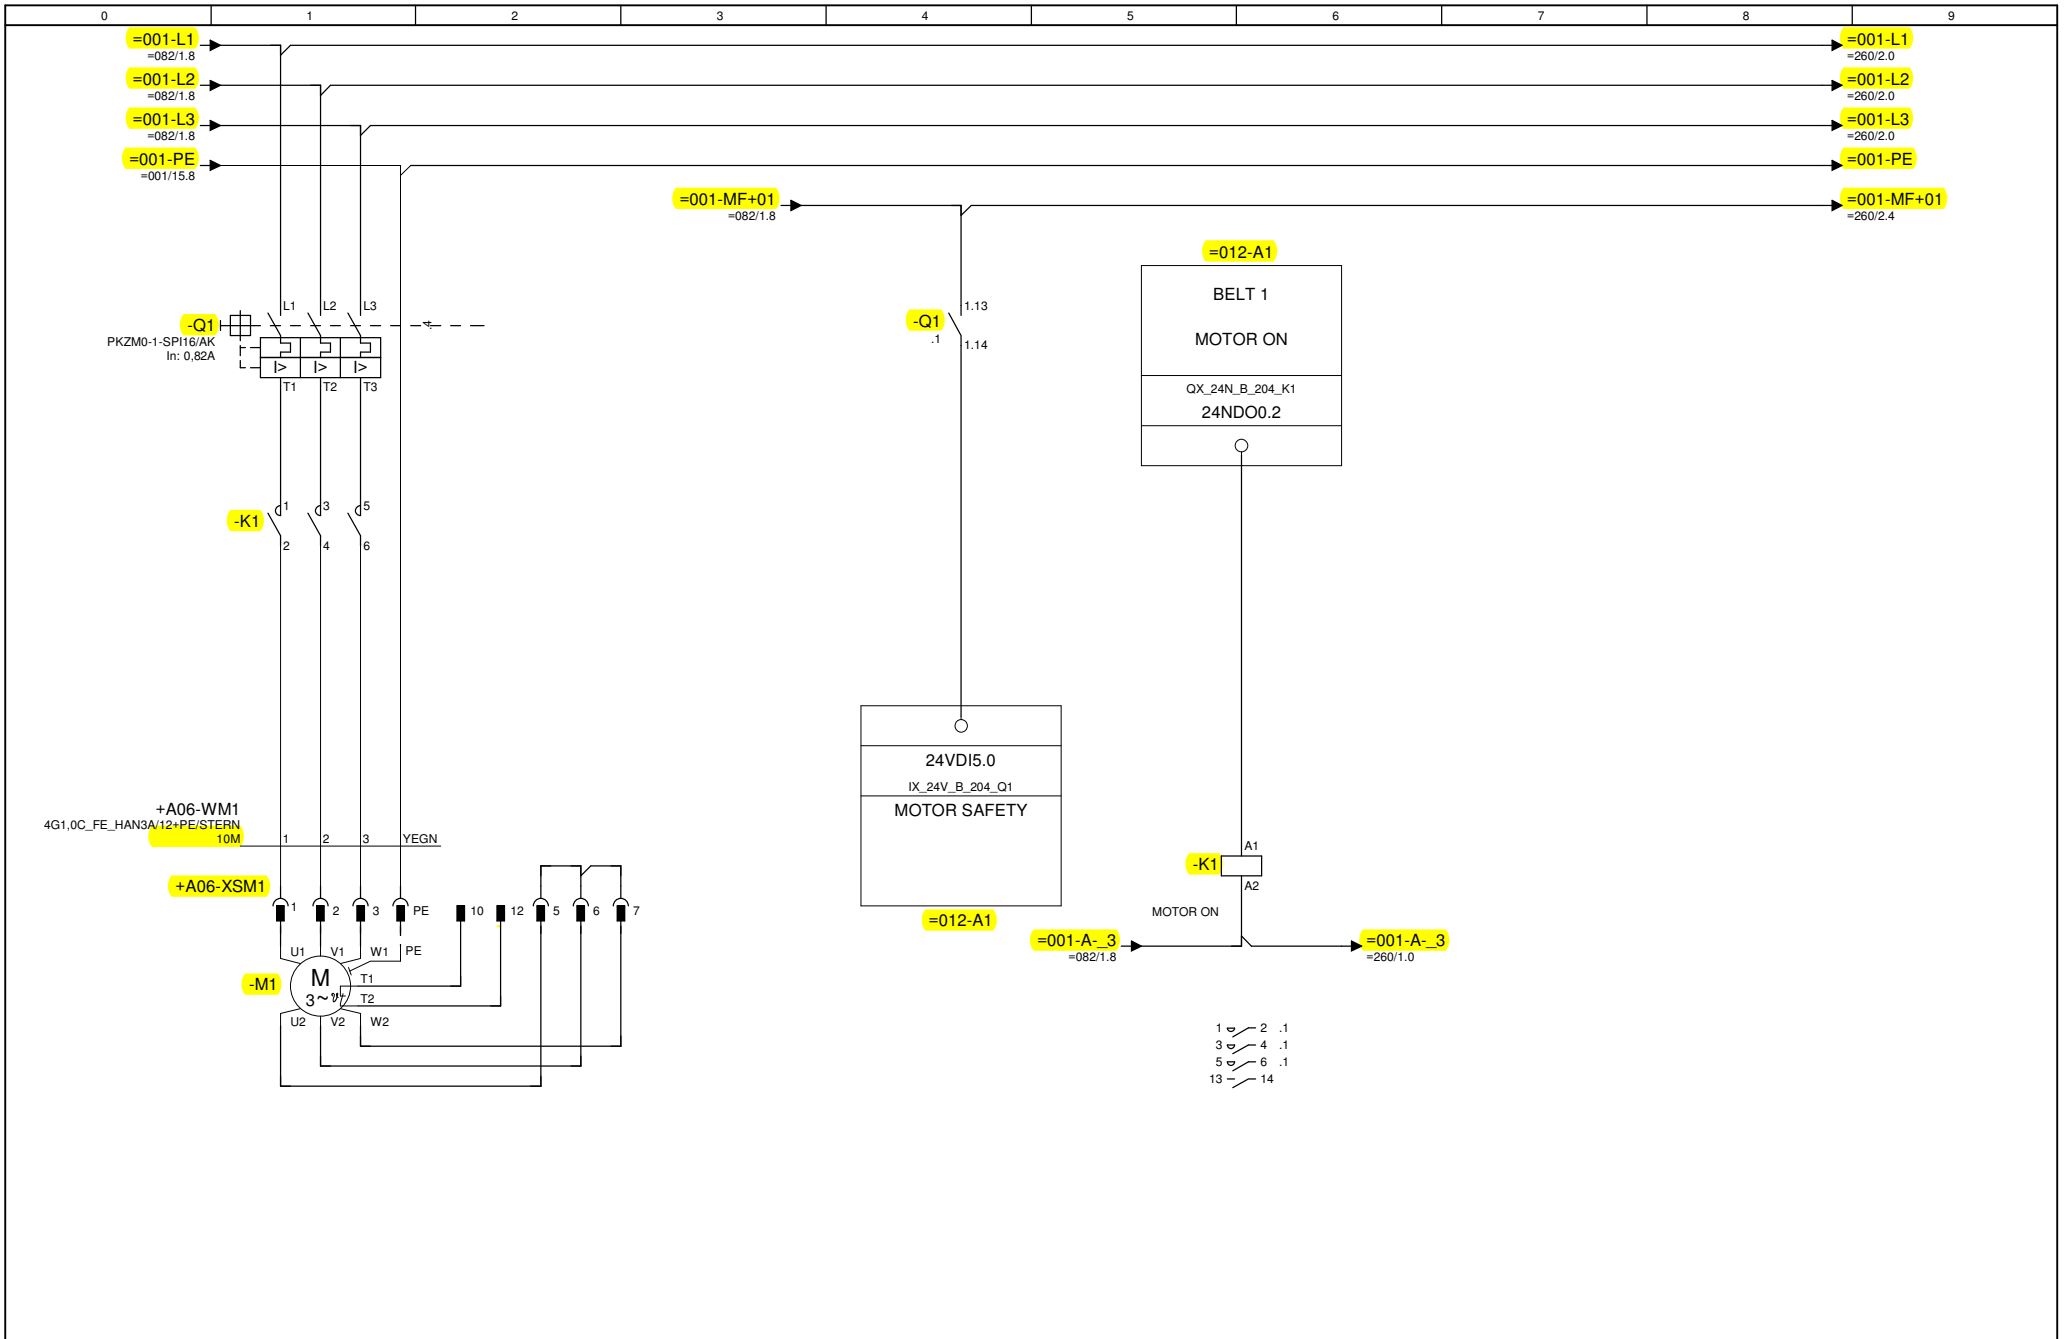 0 1 2 3 4 5 6 7 8 9
=001-L1 =001-L1
=082/1.8 =260/2.0
=001-L2 =001-L2
=082/1.8 =260/2.0
=001-L3 =001-L3
=082/1.8 =260/2.0
=001-PE =001-PE
=001/15.8
=001-MF+01 =001-MF+01
=082/1.8 =260/2.4
=012-A1
BELT 1
MOTOR ON
QX_24N_B_204_K1
24NDO0.2
L1 L2 L3
-Q1 .4
PKZM0-1-SPI16/AK
In: 0,82A
I> I> I>
T1 T2 T3
1.13
-Q1
.1
1.14
1 3 5
-K1
2 4 6
24VDI5.0
IX_24V_B_204_Q1
MOTOR SAFETY
=012-A1
+A06-WM1
4G1,0C_FE_HAN3A/12+PE/STERN
10M 1 2 3 YEGN
+A06-XSM1
1 2 3 PE 10 12 5 6 7
U1 V1 W1 PE
-M1 M T1
3~ϑ T2
U2 V2 W2
A1
-K1
A2
MOTOR ON
=001-A-_3 =001-A-_3
=082/1.8 =260/1.0
1 2 .1
3 4 .1
5 6 .1
13 14